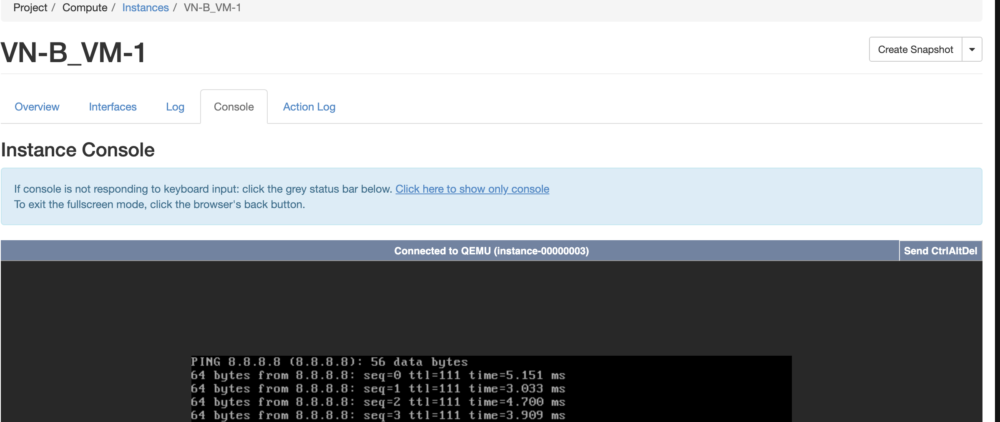 Project / Compute / Instances / VN-B_VM-1
VN-B_VM-1
Create Snapshot
Overview Interfaces Log Console Action Log
Instance Console
If console is not responding to keyboard input: click the grey status bar below. Click here to show only console
To exit the fullscreen mode, click the browser's back button.
Connected to QEMU (instance-00000003) Send CtrlAltDel
PING 8.8.8.8 (8.8.8.8): 56 data bytes
64 bytes from 8.8.8.8: seq=0 ttl=111 time=5.151 ms
64 bytes from 8.8.8.8: seq=1 ttl=111 time=3.033 ms
64 bytes from 8.8.8.8: seq=2 ttl=111 time=4.700 ms
64 bytes from 8.8.8.8: seq=3 ttl=111 time=3.909 ms